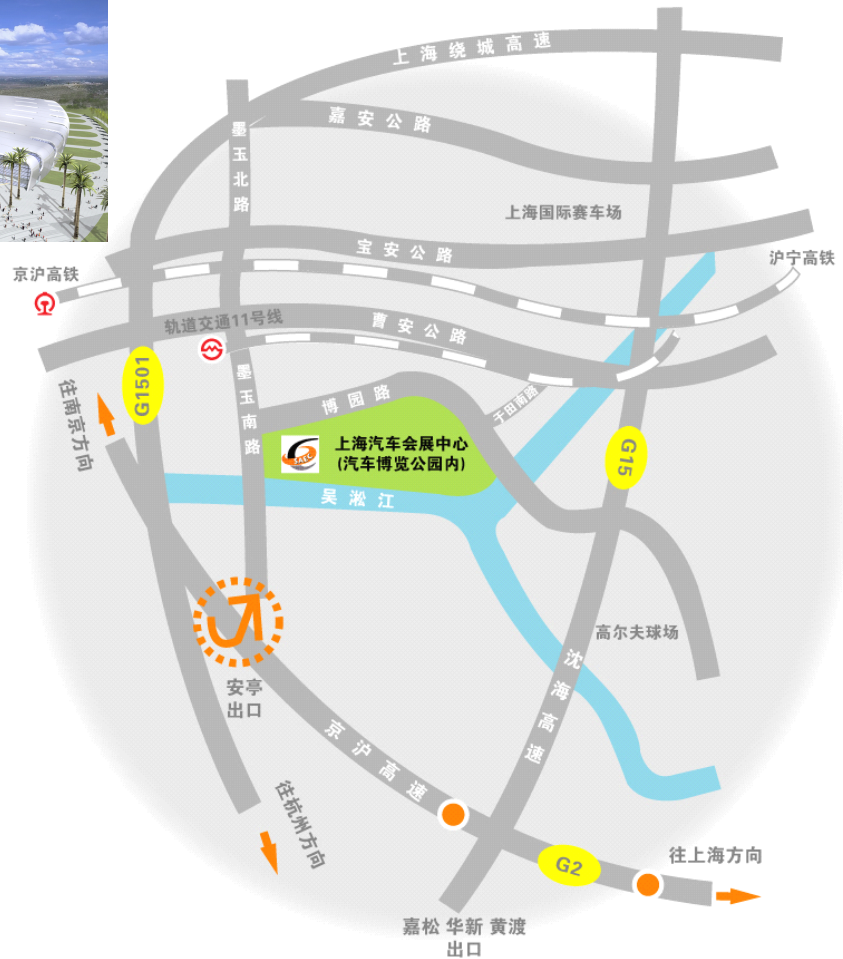 上海绕城高速
嘉安公路
墨玉北路
上海国际赛车场
宝安公路
沪宁高铁
京沪高铁
轨道交通11号线
曹安公路
G1501
墨玉南路
博园路
于田南路
往南京方向
上海汽车会展中心
(汽车博览公园内)
SAEC
G15
吴淞江
高尔夫球场
沈海高速
安亭
出口
京沪高速
往杭州方向
G2
往上海方向
嘉松 华新 黄渡
出口